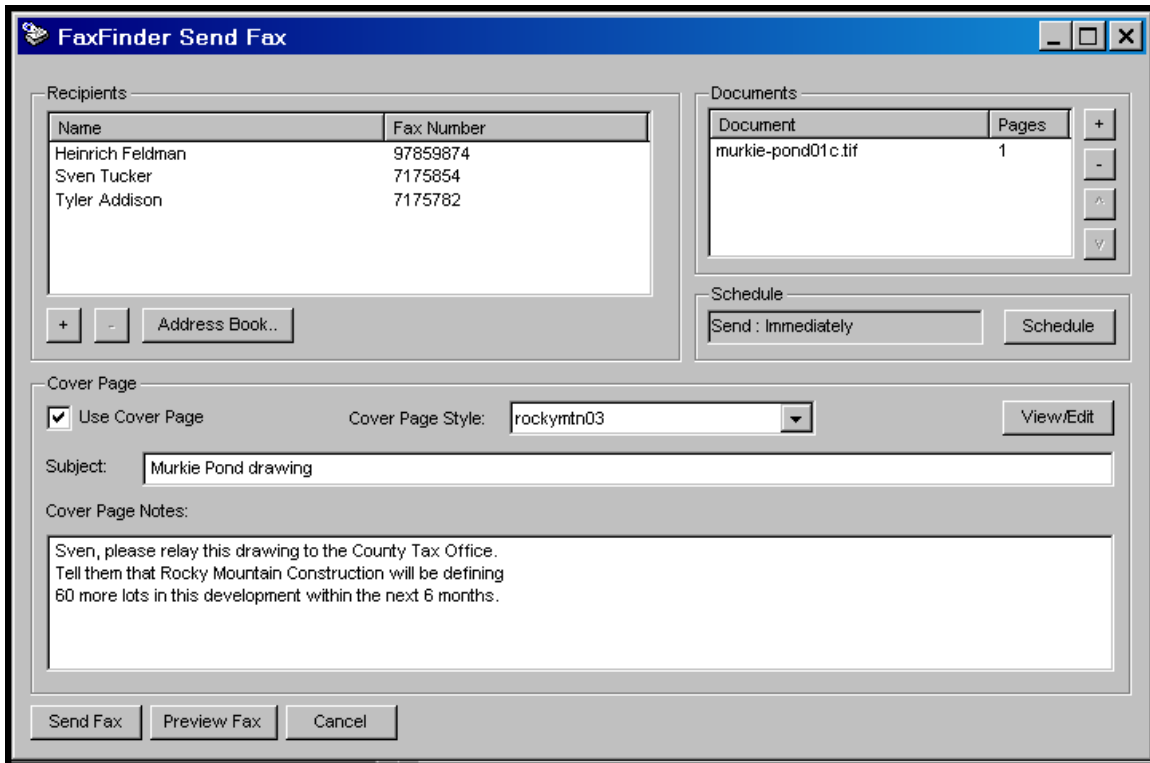 FaxFinder Send Fax
Recipients
Name Fax Number
Heinrich Feldman 97859874
Sven Tucker 7175854
Tyler Addison 7175782
+ - Address Book..
Documents
Document Pages +
murkie-pond01c.tif 1
-
^
v
Schedule
Send : Immediately Schedule
Cover Page
Use Cover Page Cover Page Style: rockymtn03 View/Edit
Subject: Murkie Pond drawing
Cover Page Notes:
Sven, please relay this drawing to the County Tax Office.
Tell them that Rocky Mountain Construction will be defining
60 more lots in this development within the next 6 months.
Send Fax Preview Fax Cancel